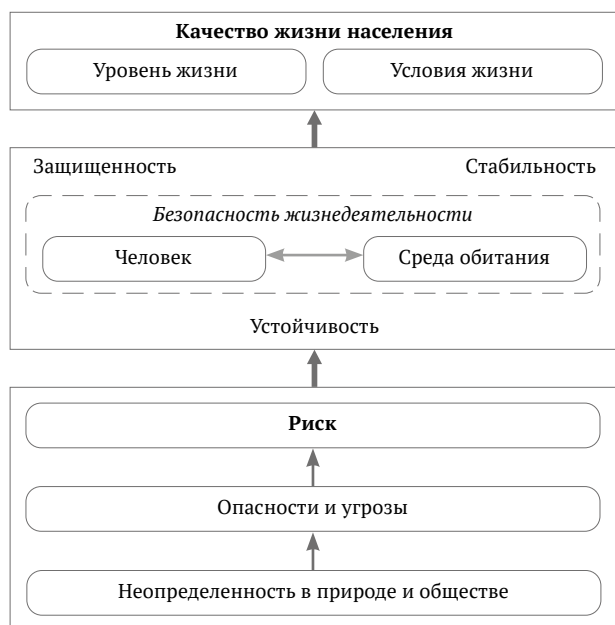 Качество жизни населения
Уровень жизни Условия жизни
Защищенность Стабильность
Безопасность жизнедеятельности
Человек Среда обитания
Устойчивость
Риск
Опасности и угрозы
Неопределенность в природе и обществе